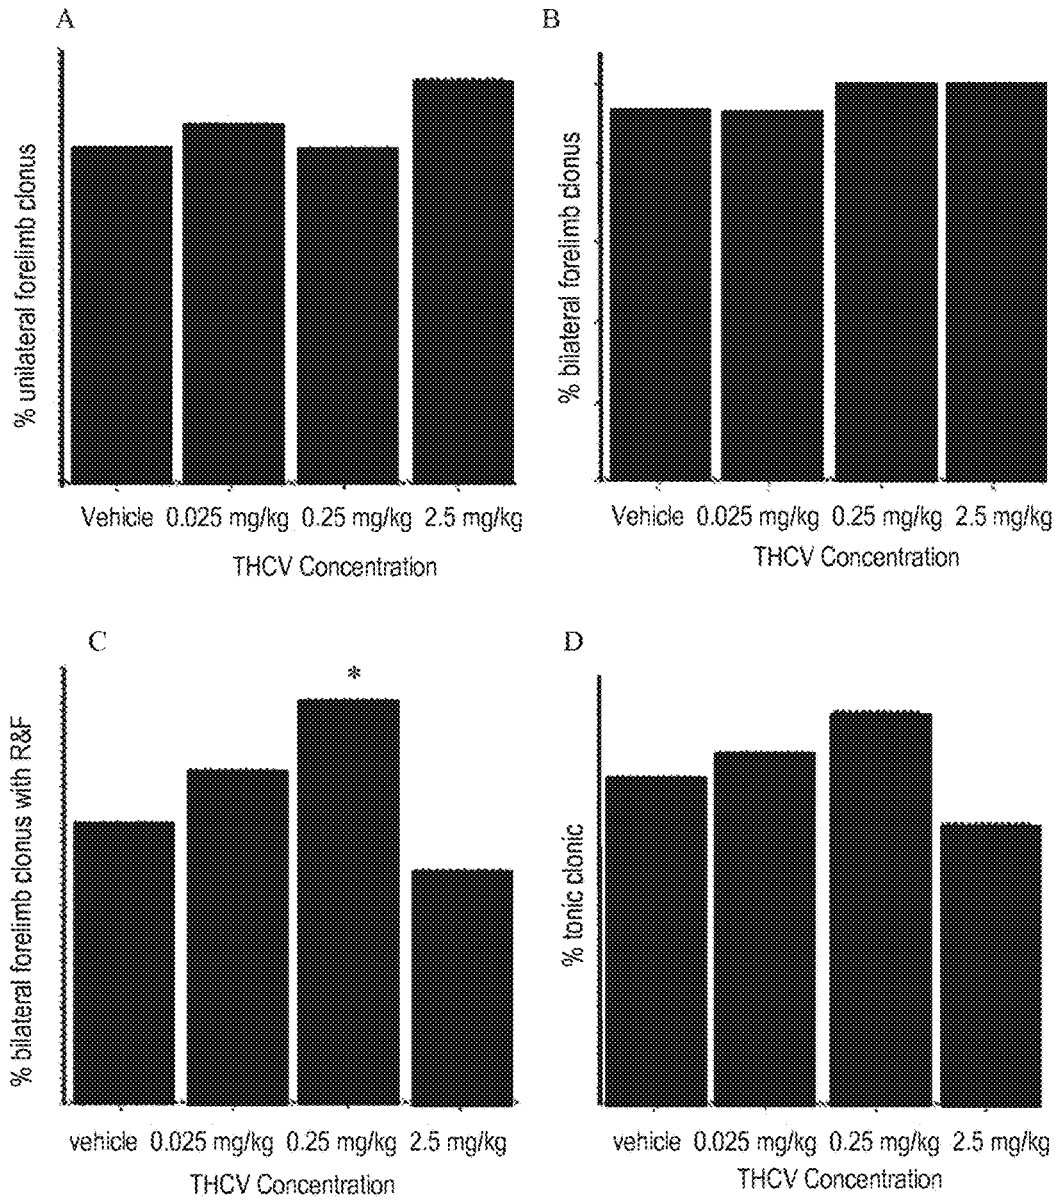 A
% unilateral forelimb clonus
Vehicle 0.025 mg/kg 0.25 mg/kg 2.5 mg/kg
THCV Concentration
B
% bilateral forelimb clonus
Vehicle 0.025 mg/kg 0.25 mg/kg 2.5 mg/kg
THCV Concentration
C
*
% bilateral forelimb clonus with R&F
vehicle 0.025 mg/kg 0.25 mg/kg 2.5 mg/kg
THCV Concentration
D
% tonic clonic
vehicle 0.025 mg/kg 0.25 mg/kg 2.5 mg/kg
THCV Concentration